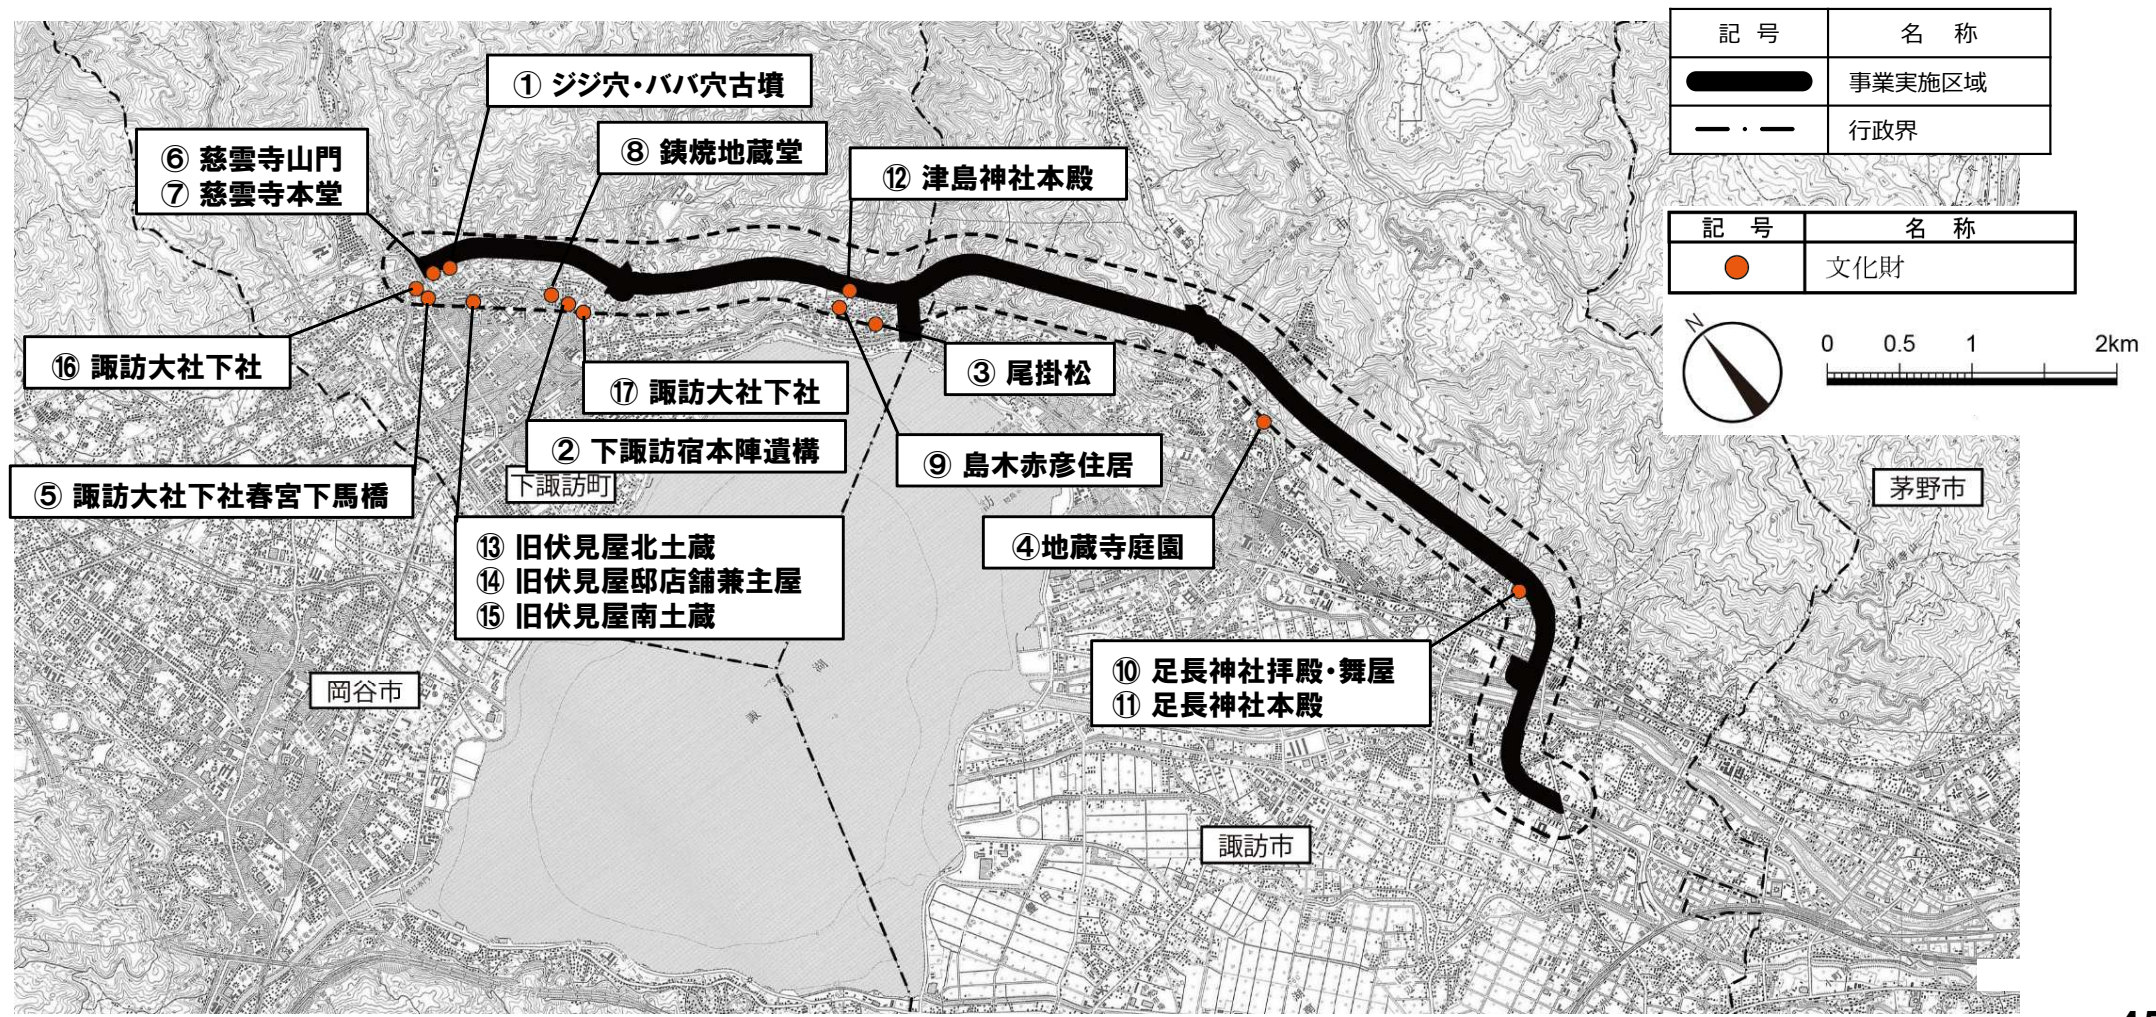 記 号 名 称
事業実施区域
行政界
記 号 名 称
文化財
N
0 0.5 1 2km
① ジジ穴・ババ穴古墳
⑥ 慈雲寺山門
⑦ 慈雲寺本堂
⑧ 銕焼地蔵堂
⑫ 津島神社本殿
⑯ 諏訪大社下社
⑰ 諏訪大社下社
③ 尾掛松
② 下諏訪宿本陣遺構
⑨ 島木赤彦住居
⑤ 諏訪大社下社春宮下馬橋
下諏訪町
茅野市
⑬ 旧伏見屋北土蔵
⑭ 旧伏見屋邸店舗兼主屋
⑮ 旧伏見屋南土蔵
④地蔵寺庭園
岡谷市
⑩ 足長神社拝殿・舞屋
⑪ 足長神社本殿
諏訪市